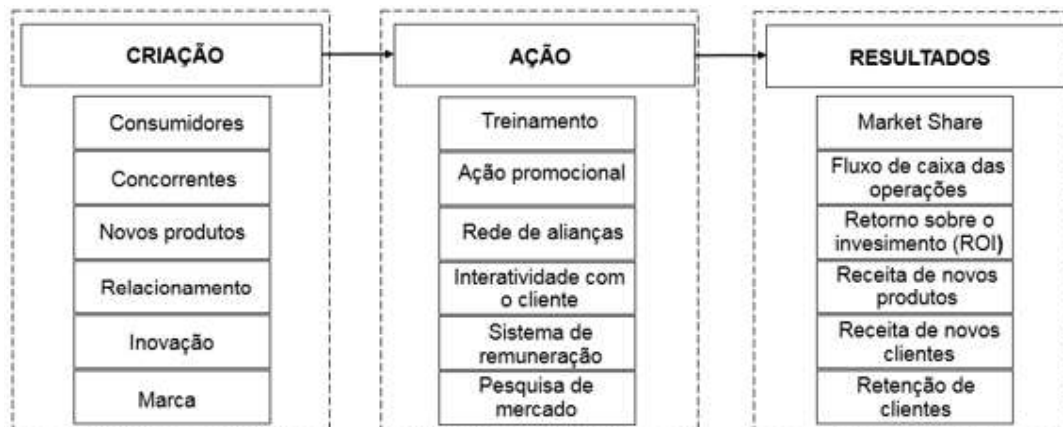 CRIAÇÃO
Consumidores
Concorrentes
Novos produtos
Relacionamento
Inovação
Marca
AÇÃO
Treinamento
Ação promocional
Rede de alianças
Interatividade com
o cliente
Sistema de
remuneração
Pesquisa de
mercado
RESULTADOS
Market Share
Fluxo de caixa das
operações
Retorno sobre o
invesimento (ROI)
Receita de novos
produtos
Receita de novos
clientes
Retenção de
clientes